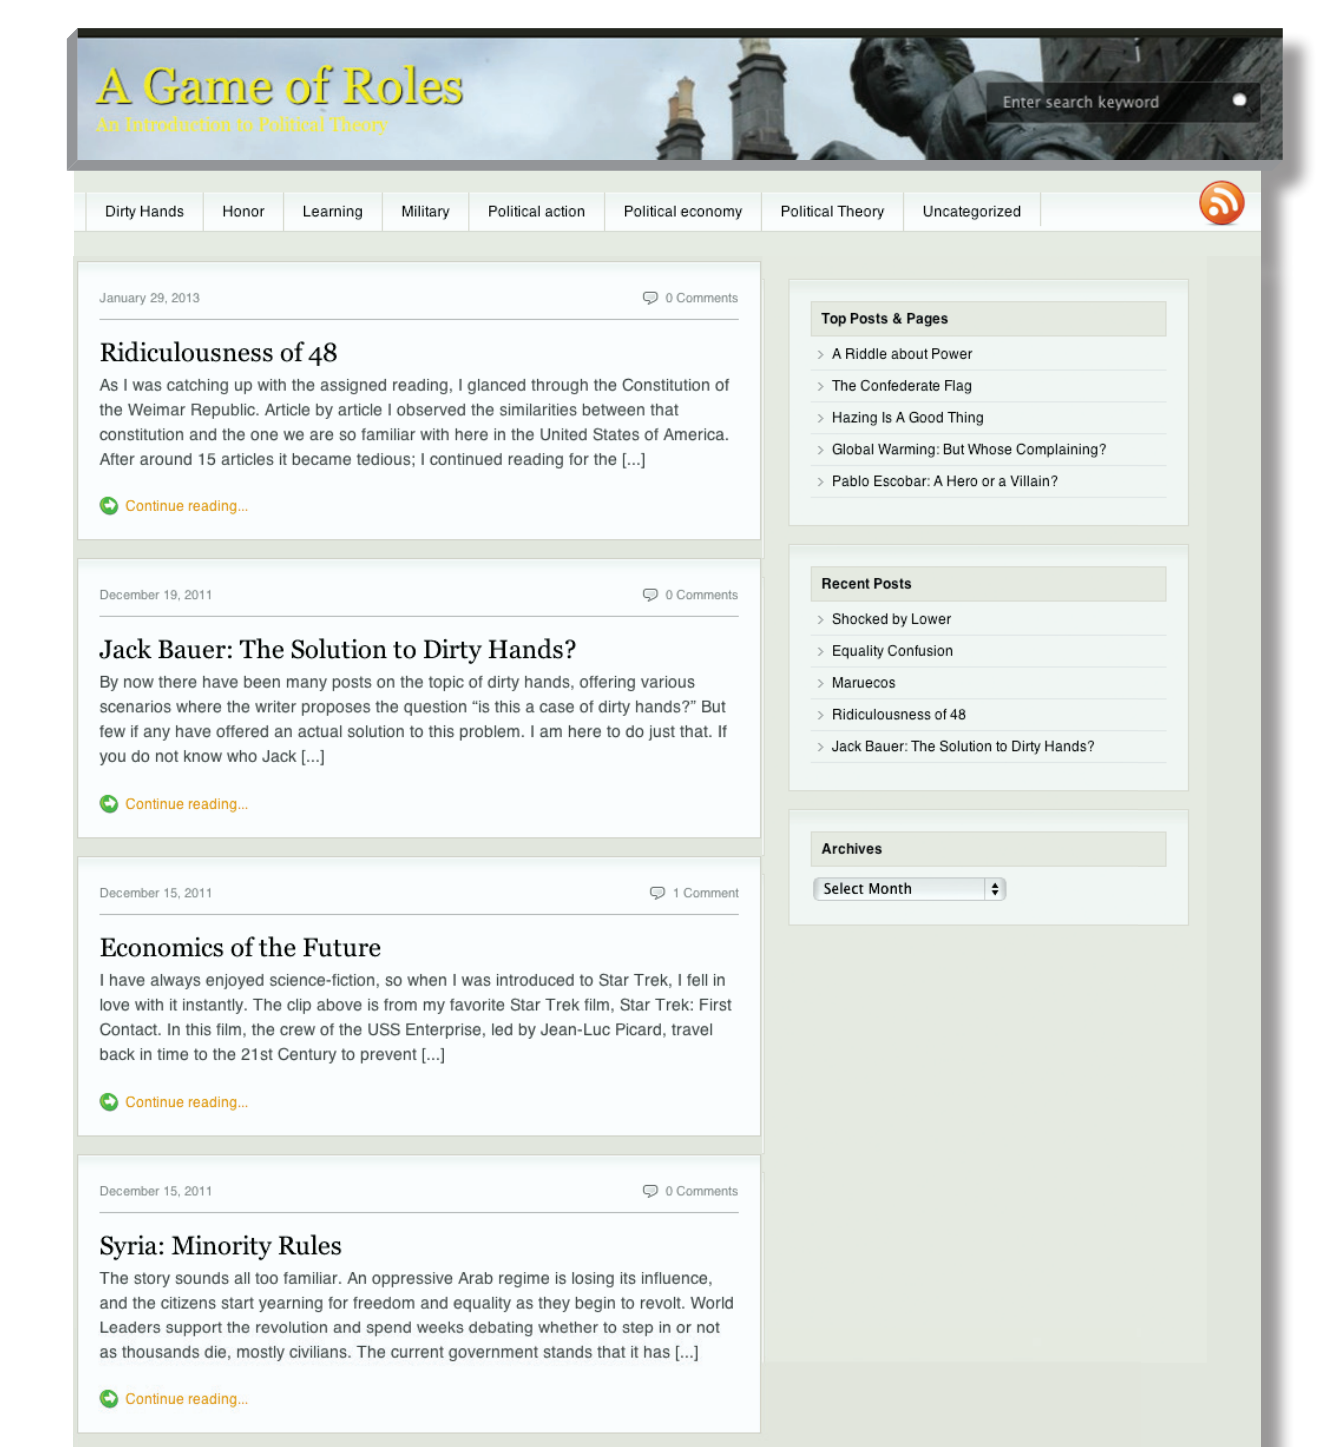 A Game of Roles
An Introduction to Political Theory
Enter search keyword
Dirty Hands
Honor
Learning
Military
Political action
Political economy
Political Theory
Uncategorized
January 29, 2013
0 Comments
Ridiculousness of 48
As I was catching up with the assigned reading, I glanced through the Constitution of
the Weimar Republic. Article by article I observed the similarities between that
constitution and the one we are so familiar with here in the United States of America.
After around 15 articles it became tedious; I continued reading for the [...]
Continue reading...
December 19, 2011
0 Comments
Jack Bauer: The Solution to Dirty Hands?
By now there have been many posts on the topic of dirty hands, offering various
scenarios where the writer proposes the question “is this a case of dirty hands?” But
few if any have offered an actual solution to this problem. I am here to do just that. If
you do not know who Jack [...]
Continue reading...
December 15, 2011
1 Comment
Economics of the Future
I have always enjoyed science-fiction, so when I was introduced to Star Trek, I fell in
love with it instantly. The clip above is from my favorite Star Trek film, Star Trek: First
Contact. In this film, the crew of the USS Enterprise, led by Jean-Luc Picard, travel
back in time to the 21st Century to prevent [...]
Continue reading...
December 15, 2011
0 Comments
Syria: Minority Rules
The story sounds all too familiar. An oppressive Arab regime is losing its influence,
and the citizens start yearning for freedom and equality as they begin to revolt. World
Leaders support the revolution and spend weeks debating whether to step in or not
as thousands die, mostly civilians. The current government stands that it has [...]
Continue reading...
Top Posts & Pages
A Riddle about Power
The Confederate Flag
Hazing Is A Good Thing
Global Warming: But Whose Complaining?
Pablo Escobar: A Hero or a Villain?
Recent Posts
Shocked by Lower
Equality Confusion
Maruecos
Ridiculousness of 48
Jack Bauer: The Solution to Dirty Hands?
Archives
Select Month